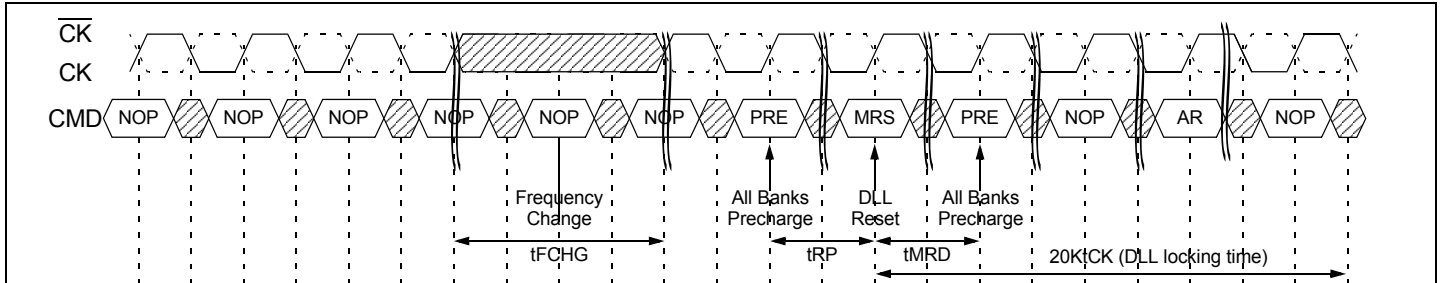 CK
CK
CMD NOP NOP NOP NOP NOP NOP PRE MRS PRE NOP AR NOP
Frequency Change
All Banks Precharge
DLL Reset
All Banks Precharge
tFCHG
tRP
tMRD
20KtCK (DLL locking time)